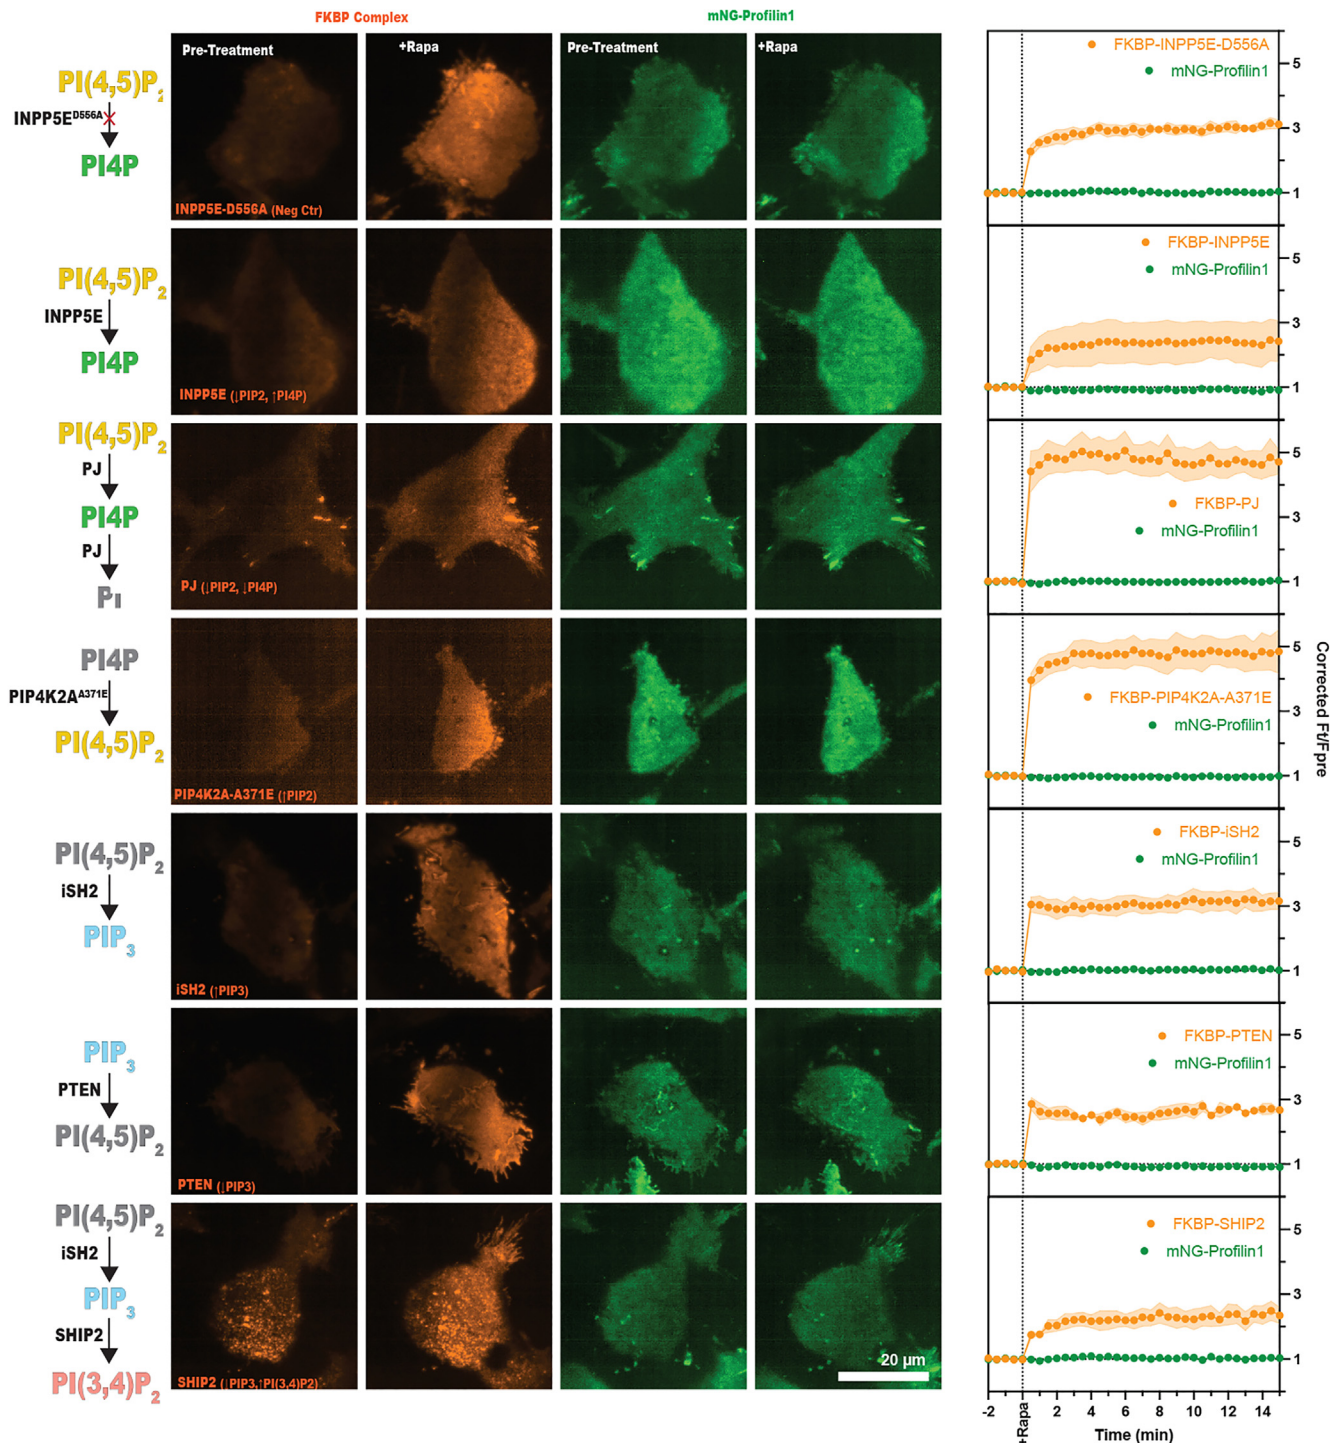 FKBP Complex
mNG-Profilin1
Pre-Treatment
+Rapa
Pre-Treatment
+Rapa
PI(4,5)P2
INPP5E^D556A
PI4P
INPP5E-D556A (Neg Ctr)
FKBP-INPP5E-D556A
mNG-Profilin1
5
3
1
PI(4,5)P2
INPP5E
PI4P
INPP5E (↓PIP2, ↑PI4P)
FKBP-INPP5E
mNG-Profilin1
5
3
1
PI(4,5)P2
PJ
PI4P
PJ
PI
PJ (↓PIP2, ↓PI4P)
FKBP-PJ
mNG-Profilin1
5
3
1
PI4P
PIP4K2A^A371E
PI(4,5)P2
PIP4K2A-A371E (↑PIP2)
FKBP-PIP4K2A-A371E
mNG-Profilin1
5
3
1
Corrected Ft/Fpre
PI(4,5)P2
iSH2
PIP3
iSH2 (↑PIP3)
FKBP-iSH2
mNG-Profilin1
5
3
1
PIP3
PTEN
PI(4,5)P2
PTEN (↓PIP3)
FKBP-PTEN
mNG-Profilin1
5
3
1
PI(4,5)P2
iSH2
PIP3
SHIP2
PI(3,4)P2
SHIP2 (↓PIP3,↑PI(3,4)P2)
20 µm
FKBP-SHIP2
mNG-Profilin1
5
3
1
-2 +Rapa 2 4 6 8 10 12 14
Time (min)